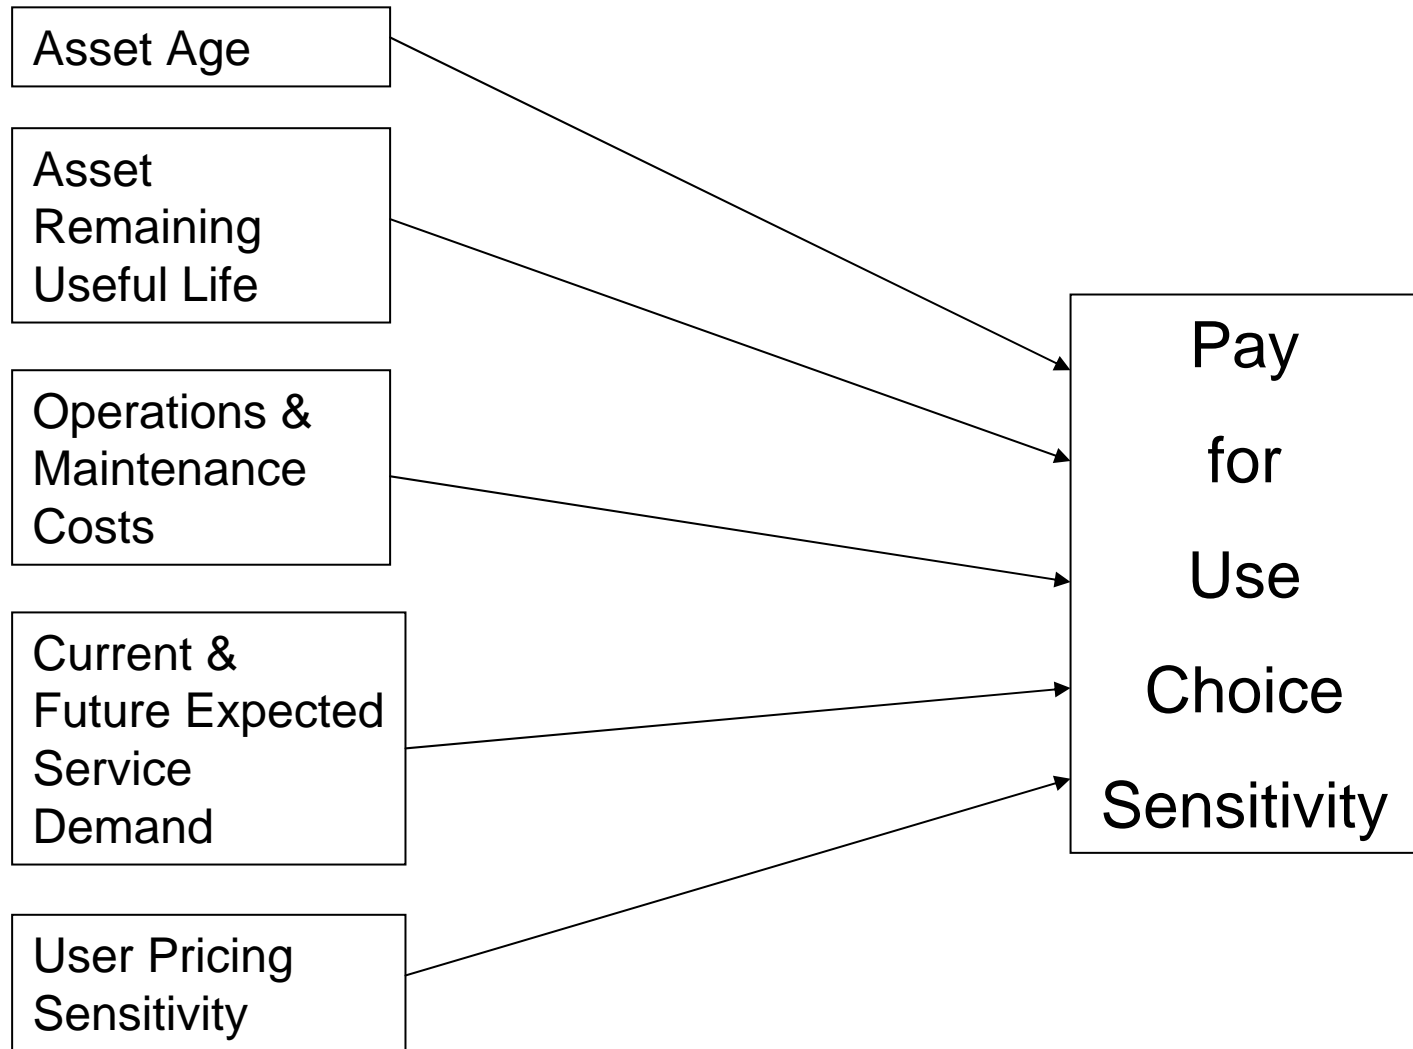 Asset Age
Asset
Remaining
Useful Life
Operations &
Maintenance
Costs
Current &
Future Expected
Service
Demand
User Pricing
Sensitivity
Pay
for
Use
Choice
Sensitivity